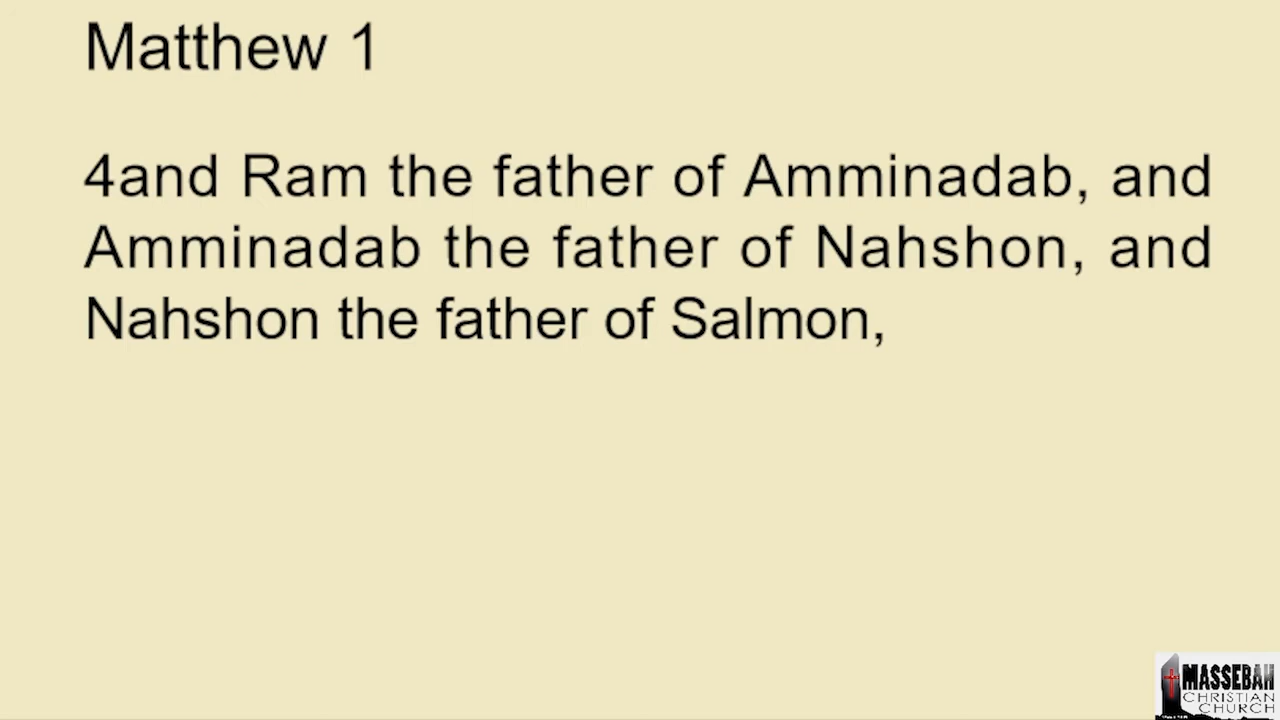 Matthew 1
4and Ram the father of Amminadab, and
Amminadab the father of Nahshon, and
Nahshon the father of Salmon,
MASSEBAH
CHRISTIAN
CHURCH